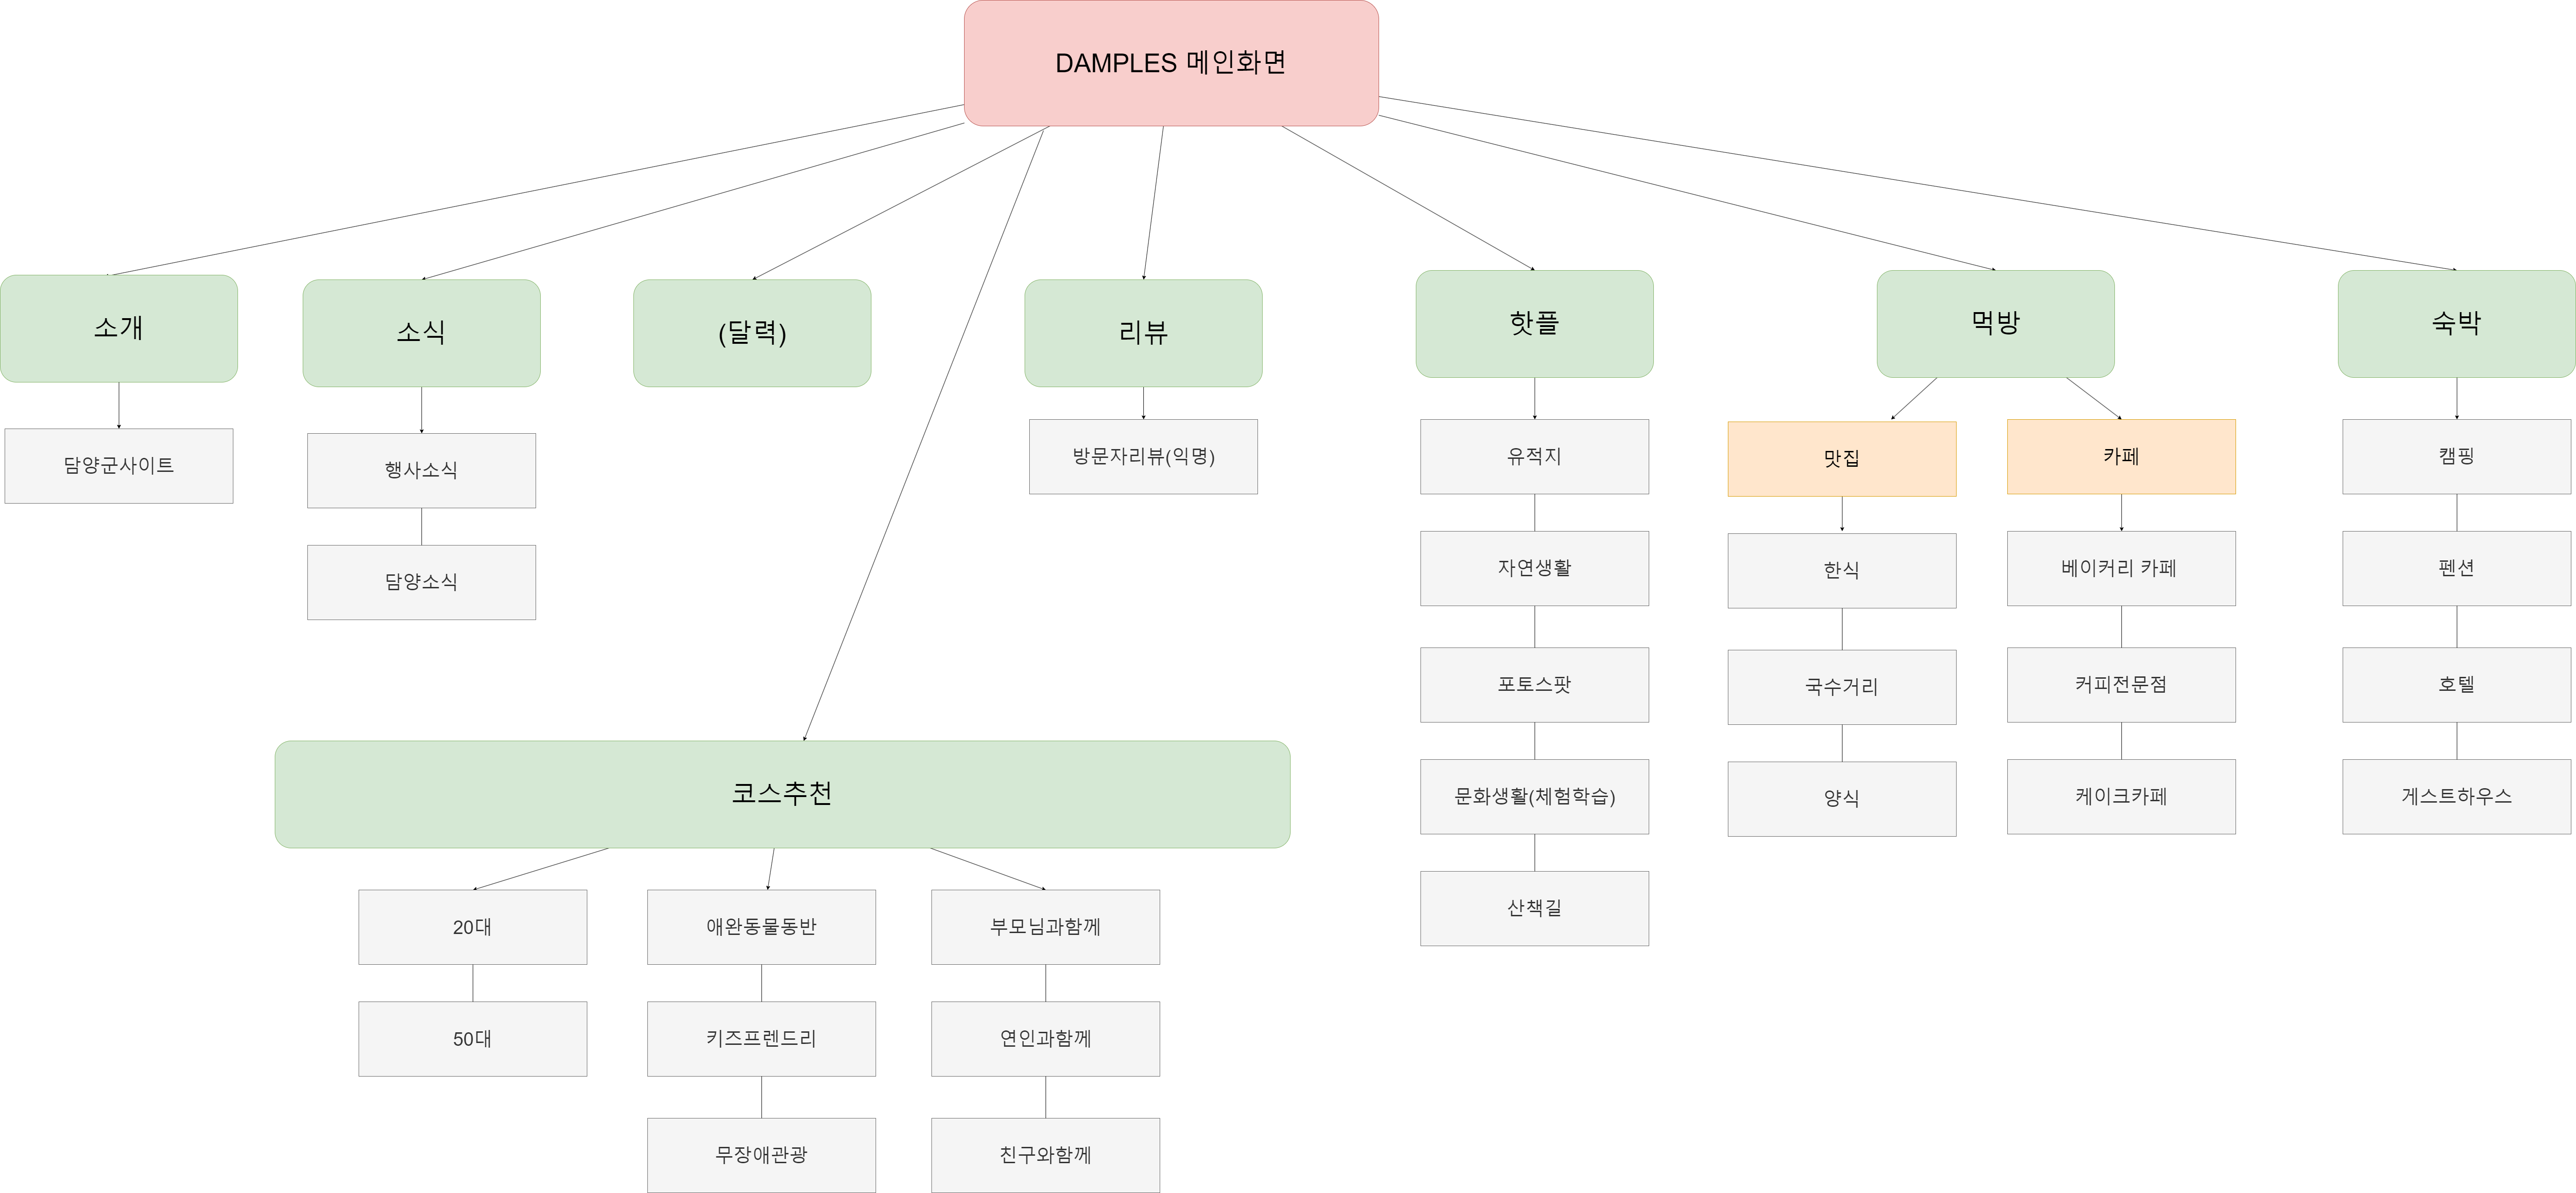 DAMPLES 메인화면
소개
소식
(달력)
리뷰
핫플
먹방
숙박
담양군사이트
행사소식
담양소식
방문자리뷰(익명)
유적지
자연생활
포토스팟
문화생활(체험학습)
산책길
맛집
한식
국수거리
양식
카페
베이커리 카페
커피전문점
케이크카페
캠핑
펜션
호텔
게스트하우스
코스추천
20대
50대
애완동물동반
키즈프렌드리
무장애관광
부모님과함께
연인과함께
친구와함께